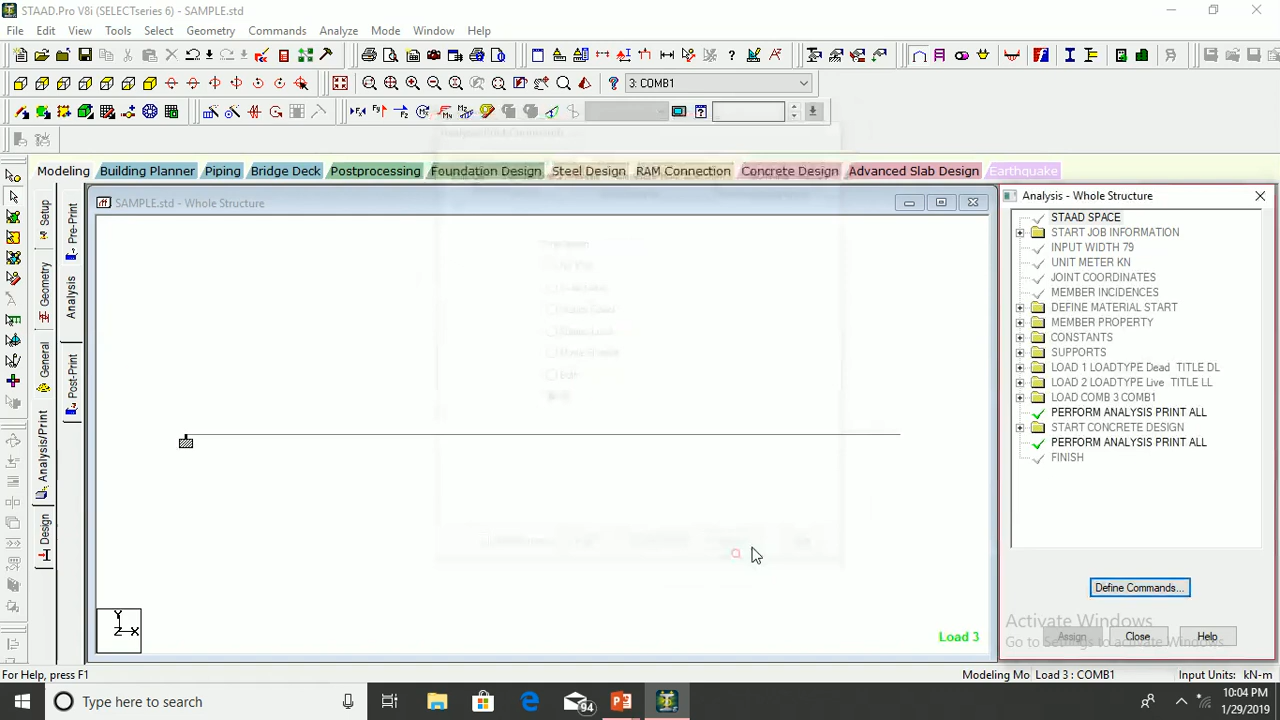 STAAD.Pro V8i (SELECTseries 6) - SAMPLE.std
File Edit View Tools Select Geometry Commands Analyze Mode Window Help
3: COMB1
Modeling Building Planner Piping Bridge Deck Postprocessing Foundation Design Steel Design RAM Connection Concrete Design Advanced Slab Design Earthquake
Setup
Geometry
General
Analysis/Print
Design
Pre-Print
Analysis
Post-Print
SAMPLE.std - Whole Structure
Y
Z X
Load 3
Analysis - Whole Structure
STAAD SPACE
START JOB INFORMATION
INPUT WIDTH 79
UNIT METER KN
JOINT COORDINATES
MEMBER INCIDENCES
DEFINE MATERIAL START
MEMBER PROPERTY
CONSTANTS
SUPPORTS
LOAD 1 LOADTYPE Dead TITLE DL
LOAD 2 LOADTYPE Live TITLE LL
LOAD COMB 3 COMB1
PERFORM ANALYSIS PRINT ALL
START CONCRETE DESIGN
PERFORM ANALYSIS PRINT ALL
FINISH
Define Commands...
Activate Windows
Go to Settings to activate Windows.
Assign Close Help
For Help, press F1
Modeling Mo Load 3 : COMB1 Input Units: kN-m
Type here to search
94
10:04 PM
1/29/2019